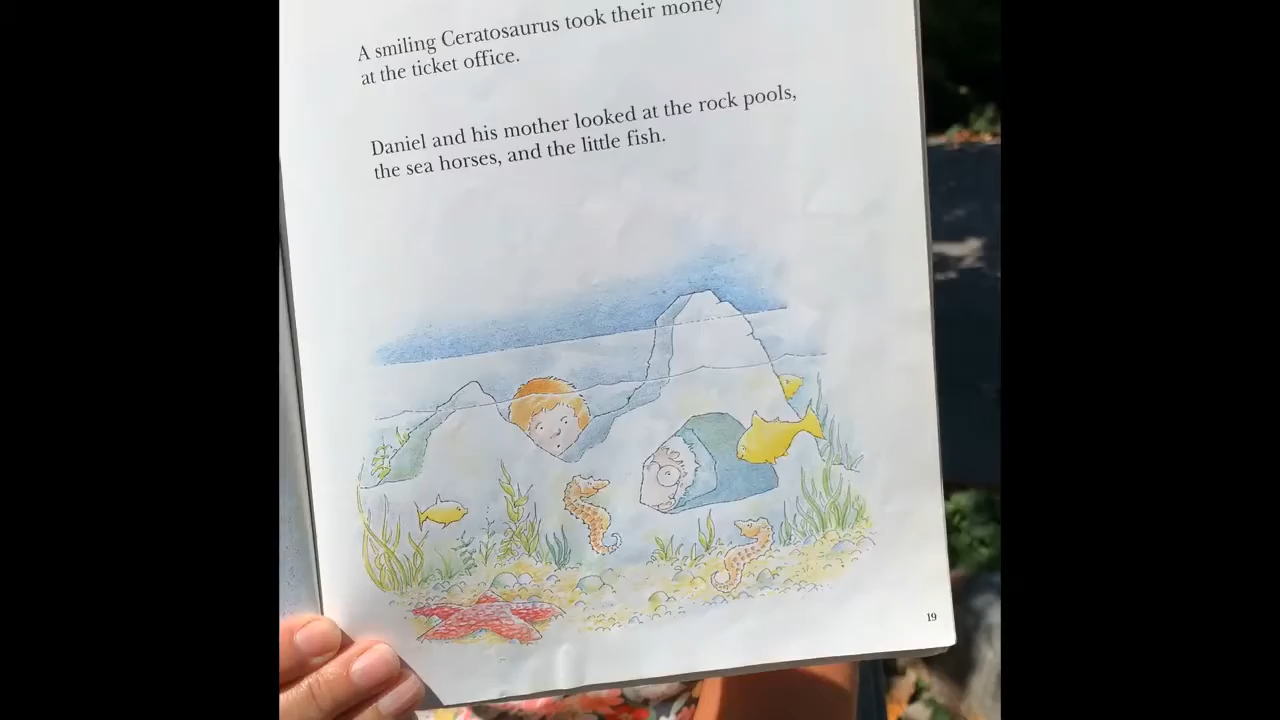 A smiling Ceratosaurus took their money
at the ticket office.
Daniel and his mother looked at the rock pools,
the sea horses, and the little fish.
19